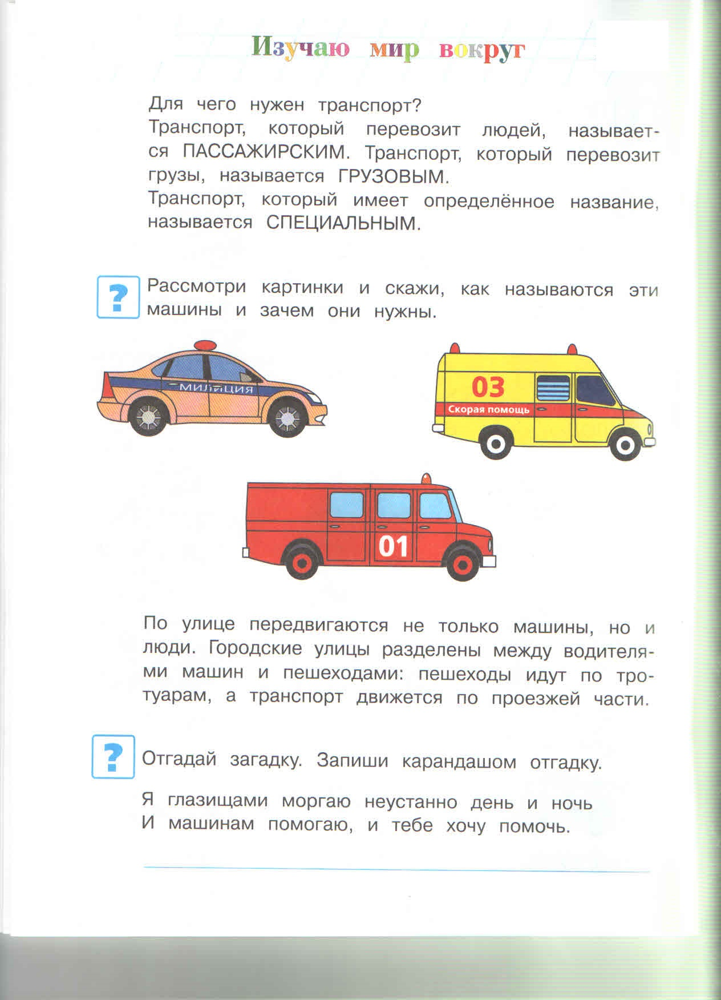 Изучаю мир вокруг
Для чего нужен транспорт?
Транспорт, который перевозит людей, называет-
ся ПАССАЖИРСКИМ. Транспорт, который перевозит
грузы, называется ГРУЗОВЫМ.
Транспорт, который имеет определённое название,
называется СПЕЦИАЛЬНЫМ.
?
Рассмотри картинки и скажи, как называются эти
машины и зачем они нужны.
МИЛИЦИЯ
03
Скорая помощь
01
По улице передвигаются не только машины, но и
люди. Городские улицы разделены между водителя-
ми машин и пешеходами: пешеходы идут по тро-
туарам, а транспорт движется по проезжей части.
?
Отгадай загадку. Запиши карандашом отгадку.
Я глазищами моргаю неустанно день и ночь
И машинам помогаю, и тебе хочу помочь.